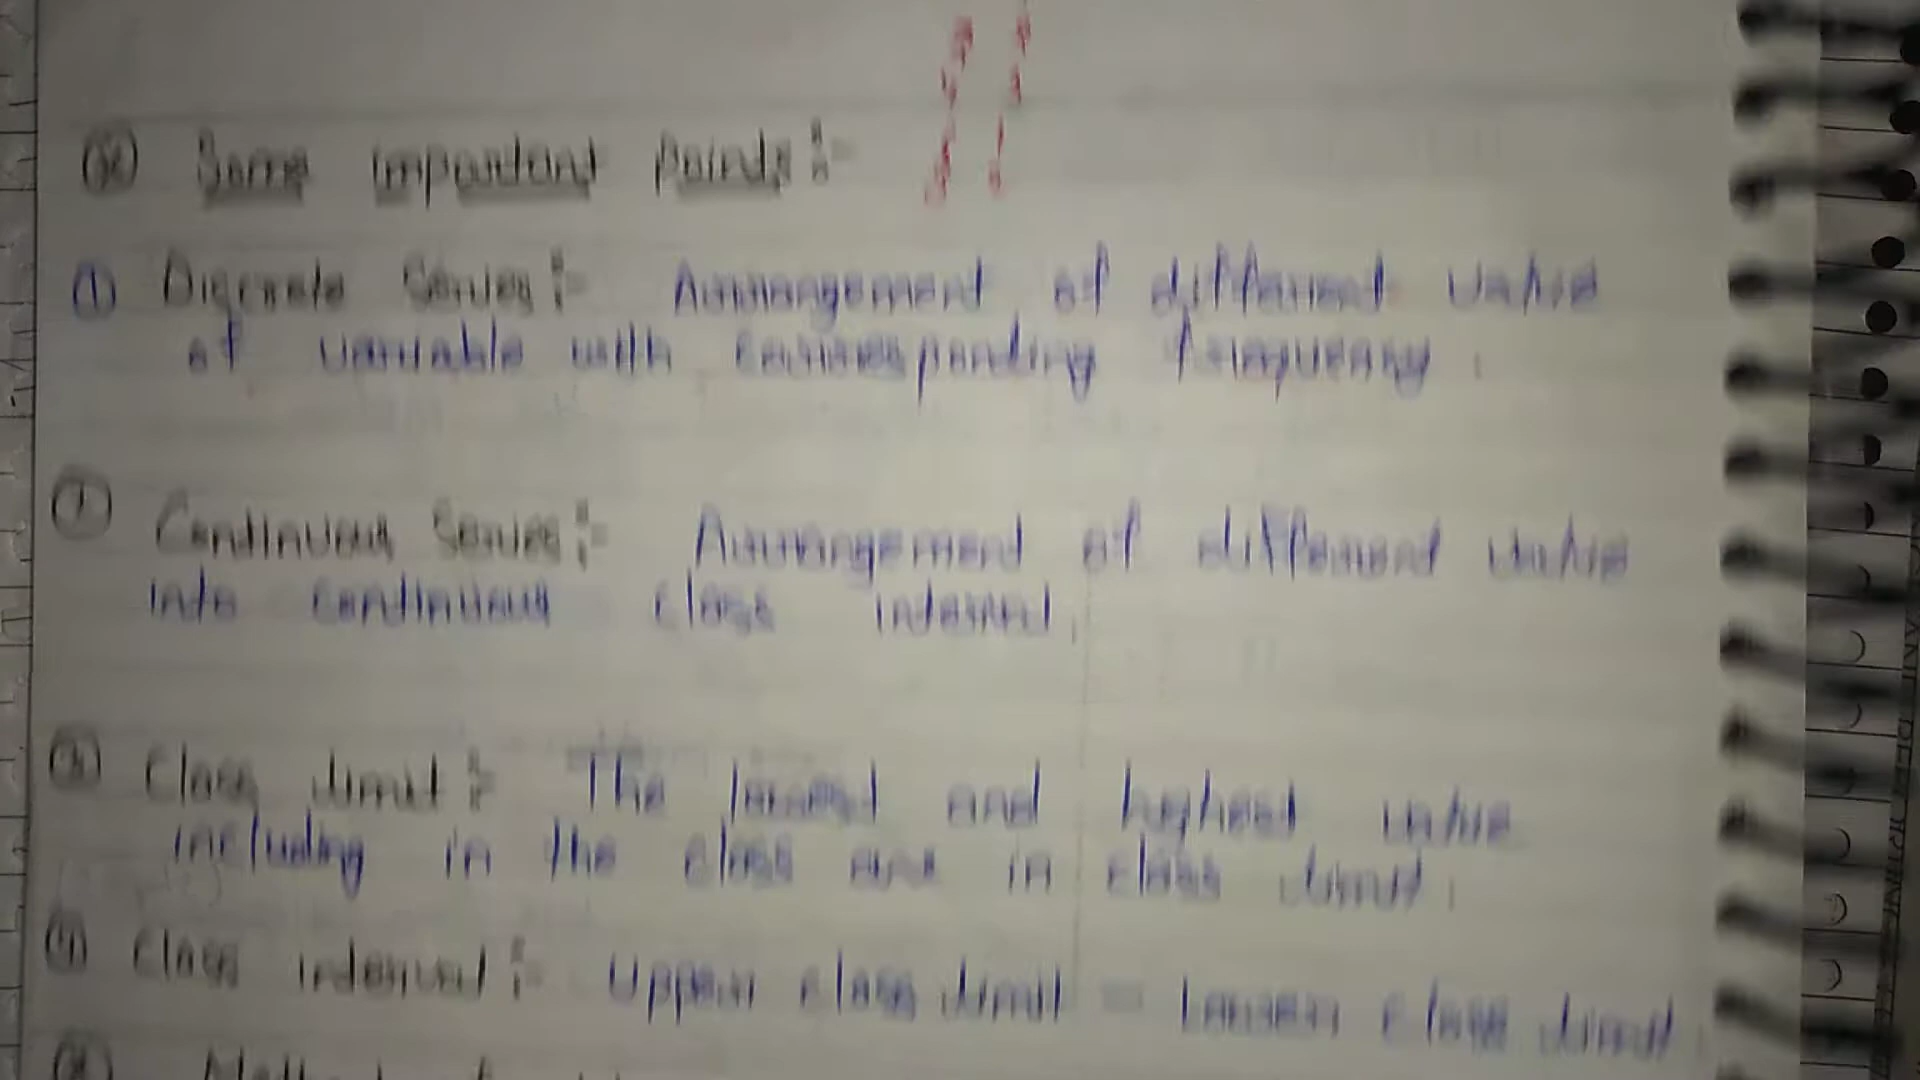 Some important points :-
① Discrete Series :- Arrangement of different value
of variable with corresponding frequency.
Continuous Series :- Arrangement of different value
into continuous class interval.
③ Class limit :- The lowest and highest value
including in the class are in class limit.
④ Class interval :- Upper class limit - Lower class limit